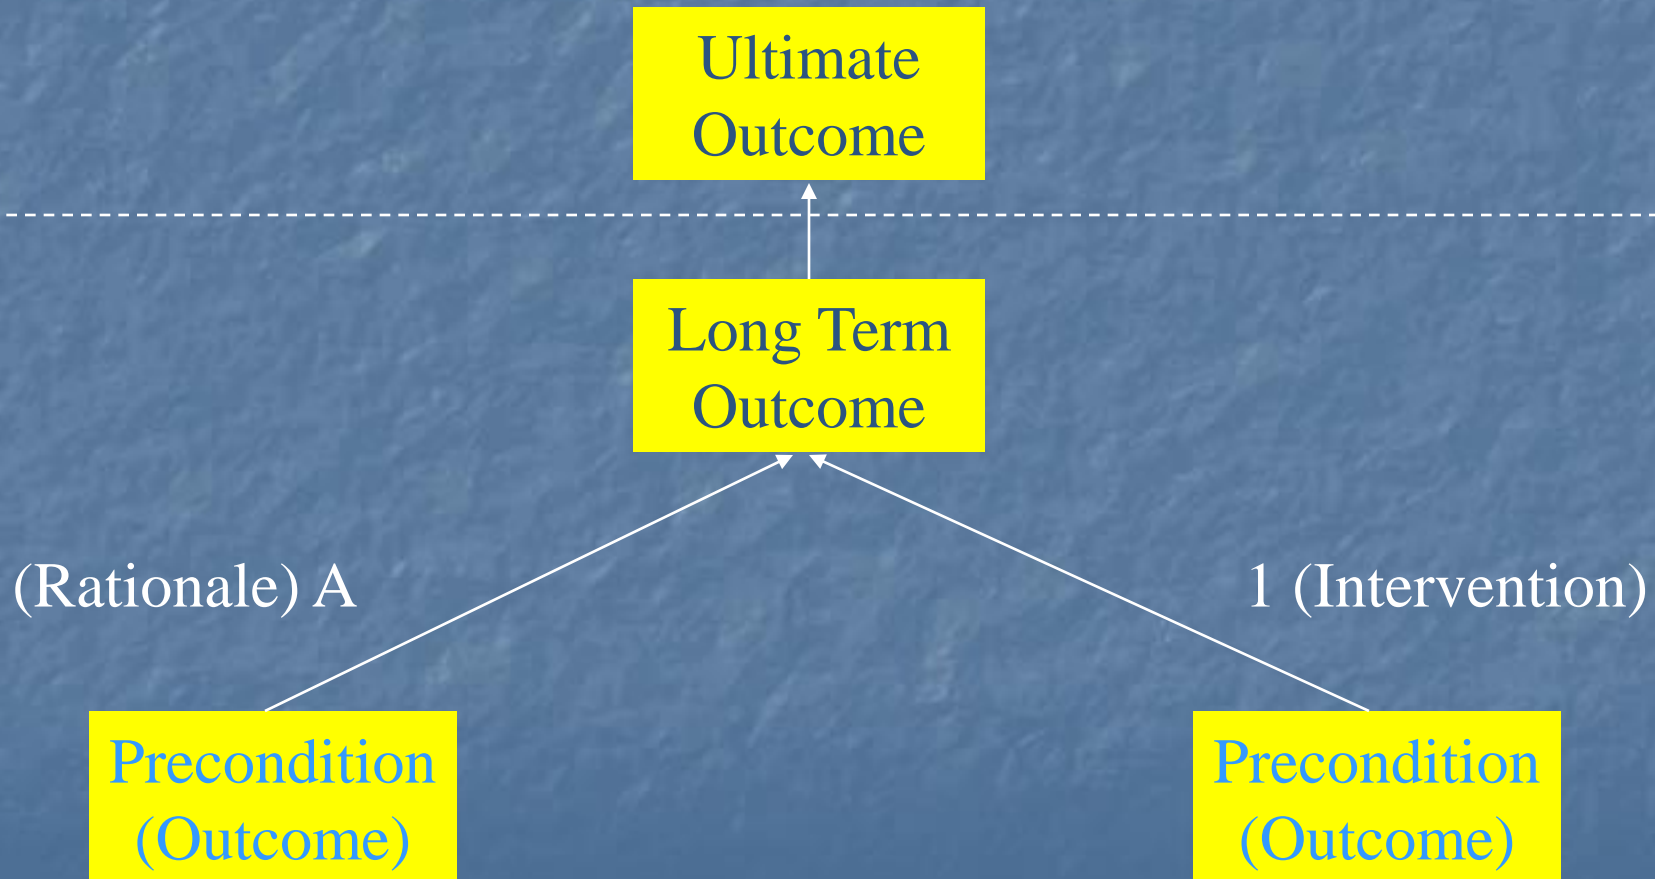 Ultimate
Outcome
Long Term
Outcome
(Rationale) A
1 (Intervention)
Precondition
(Outcome)
Precondition
(Outcome)